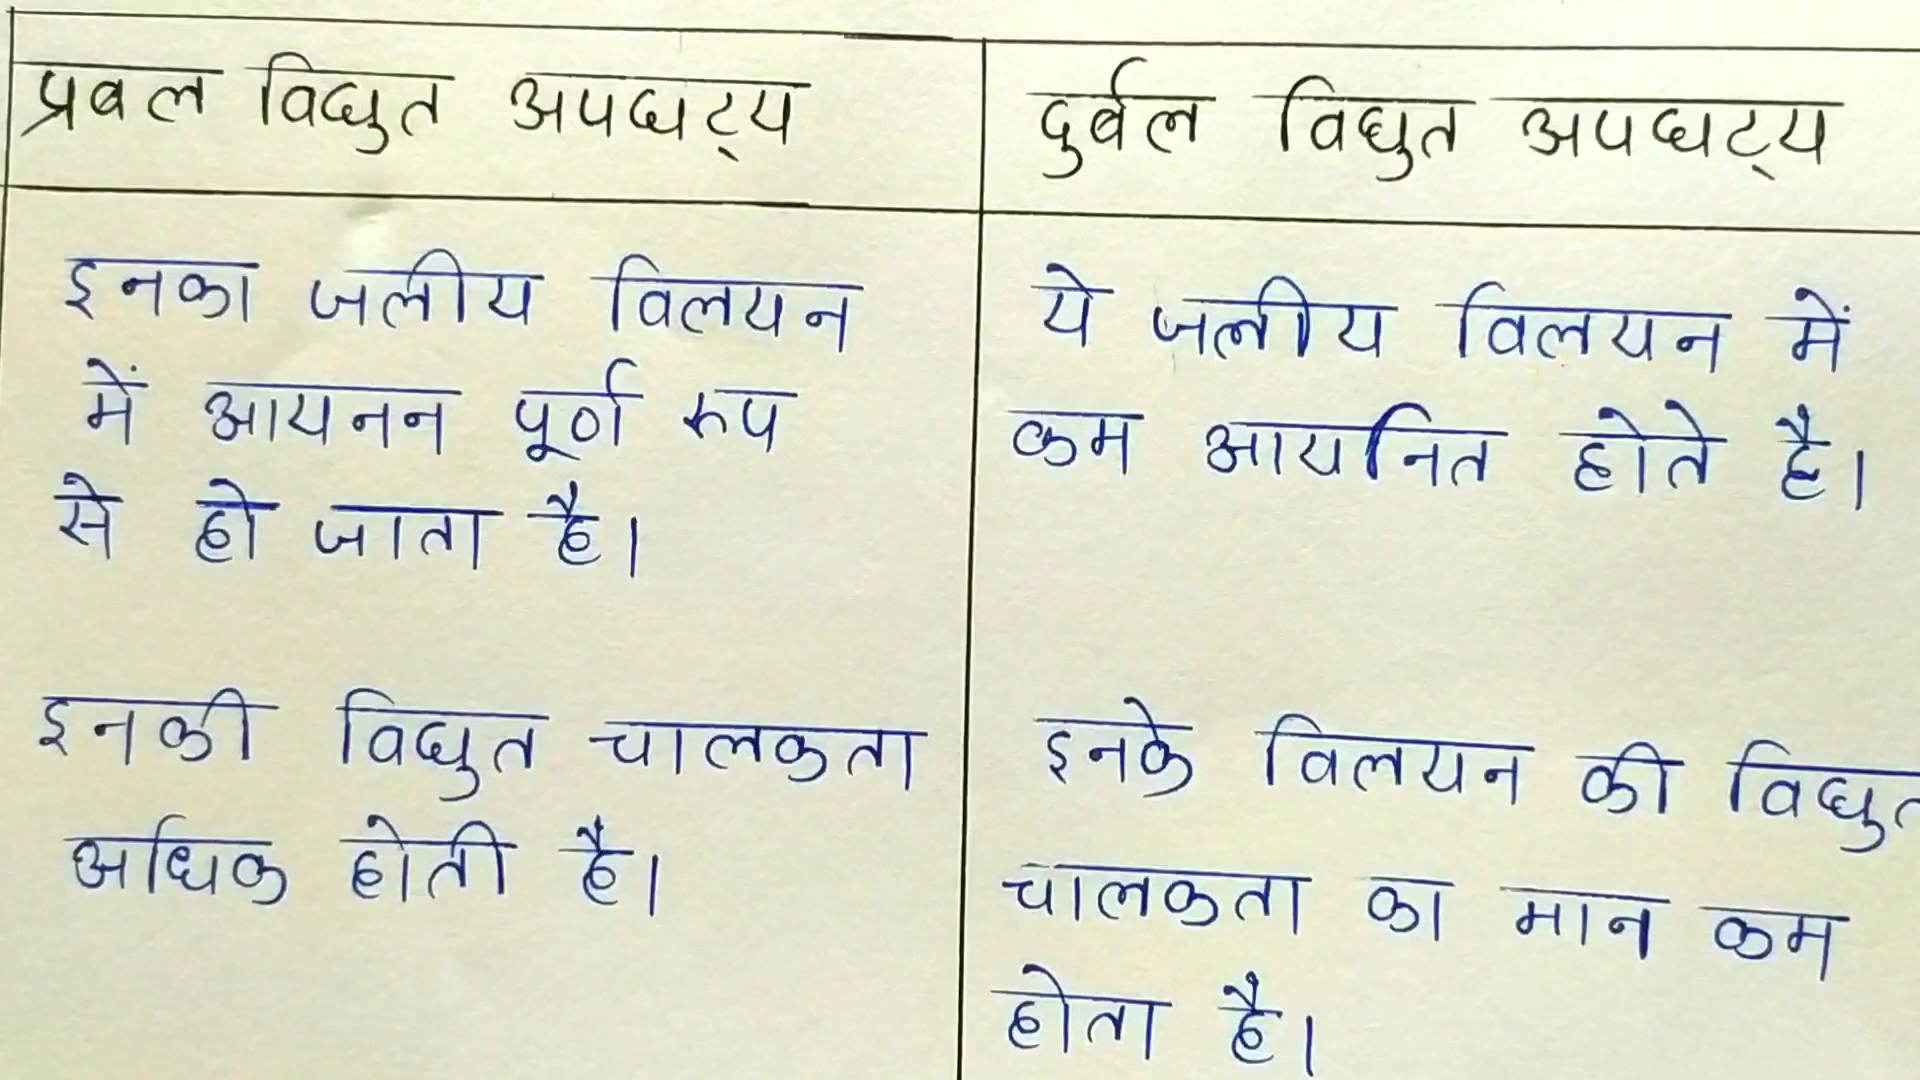 प्रबल विद्युत अपघट्य
इनका जलीय विलयन
में आयनन पूर्ण रूप
से हो जाता है।
इनकी विद्युत चालकता
अधिक होती है।
दुर्बल विद्युत अपघट्य
ये जलीय विलयन में
कम आयनित होते है।
इनके विलयन की विद्युत
चालकता का मान कम
होता है।